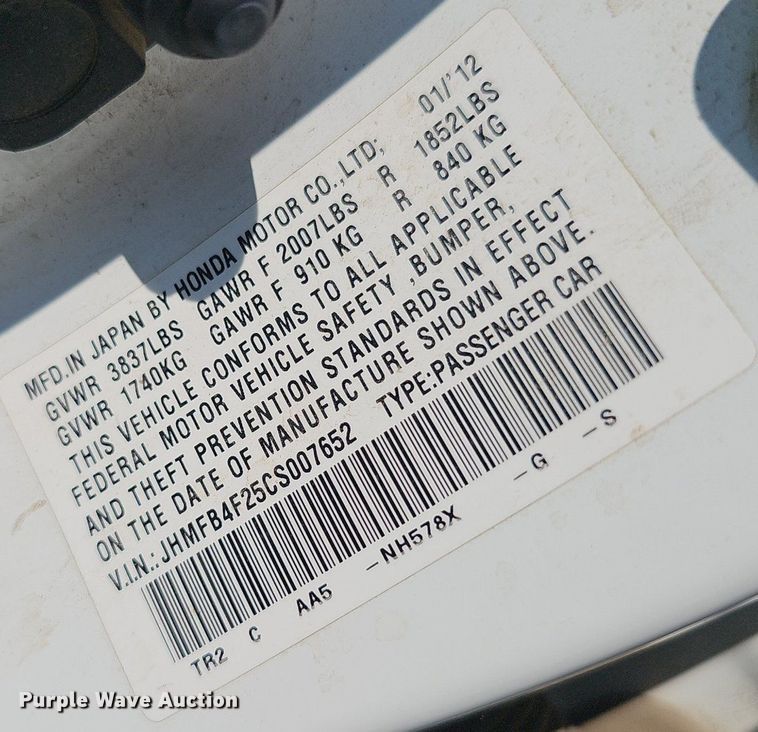 MFD.IN JAPAN BY HONDA MOTOR CO.,LTD; 01/'12
GVWR 3837LBS GAWR F 2007LBS R 1852LBS
GVWR 1740KG GAWR F 910 KG R 840 KG
THIS VEHICLE CONFORMS TO ALL APPLICABLE
FEDERAL MOTOR VEHICLE SAFETY ,BUMPER,
AND THEFT PREVENTION STANDARDS IN EFFECT
ON THE DATE OF MANUFACTURE SHOWN ABOVE.
V.I.N.: JHMFB4F25CS007652 TYPE:PASSENGER CAR
TR2 C AA5 -NH578X -G -S
Purple Wave Auction